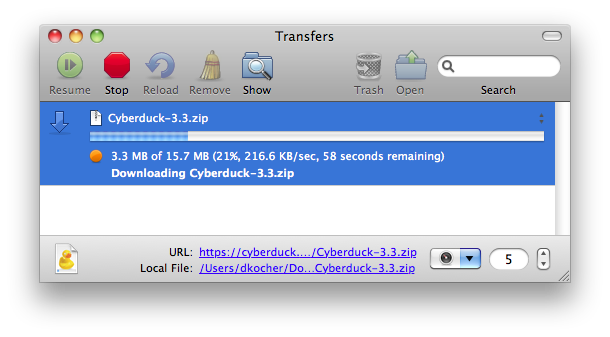 Transfers
Resume Stop Reload Remove Show Trash Open Search
Cyberduck-3.3.zip
3.3 MB of 15.7 MB (21%, 216.6 KB/sec, 58 seconds remaining)
Downloading Cyberduck-3.3.zip
URL: https://cyberduck..../Cyberduck-3.3.zip
Local File: /Users/dkocher/Do...Cyberduck-3.3.zip
5